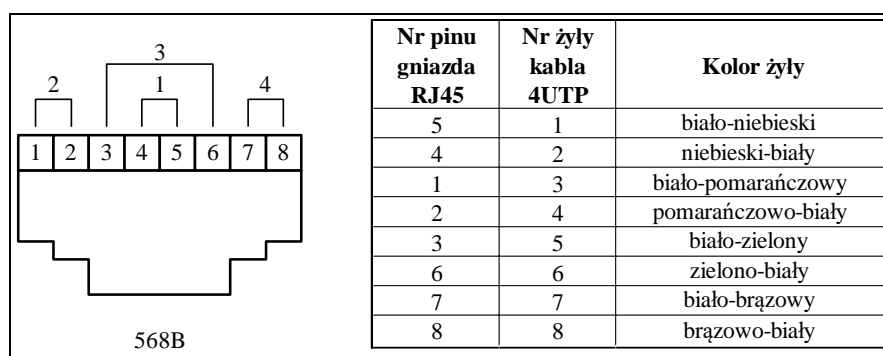 3
2 1 4
1 2 3 4 5 6 7 8
568B
Nr pinu gniazda RJ45 Nr żyły kabla 4UTP Kolor żyły
5 1 biało-niebieski
4 2 niebieski-biały
1 3 biało-pomarańczowy
2 4 pomarańczowo-biały
3 5 biało-zielony
6 6 zielono-biały
7 7 biało-brązowy
8 8 brązowo-biały